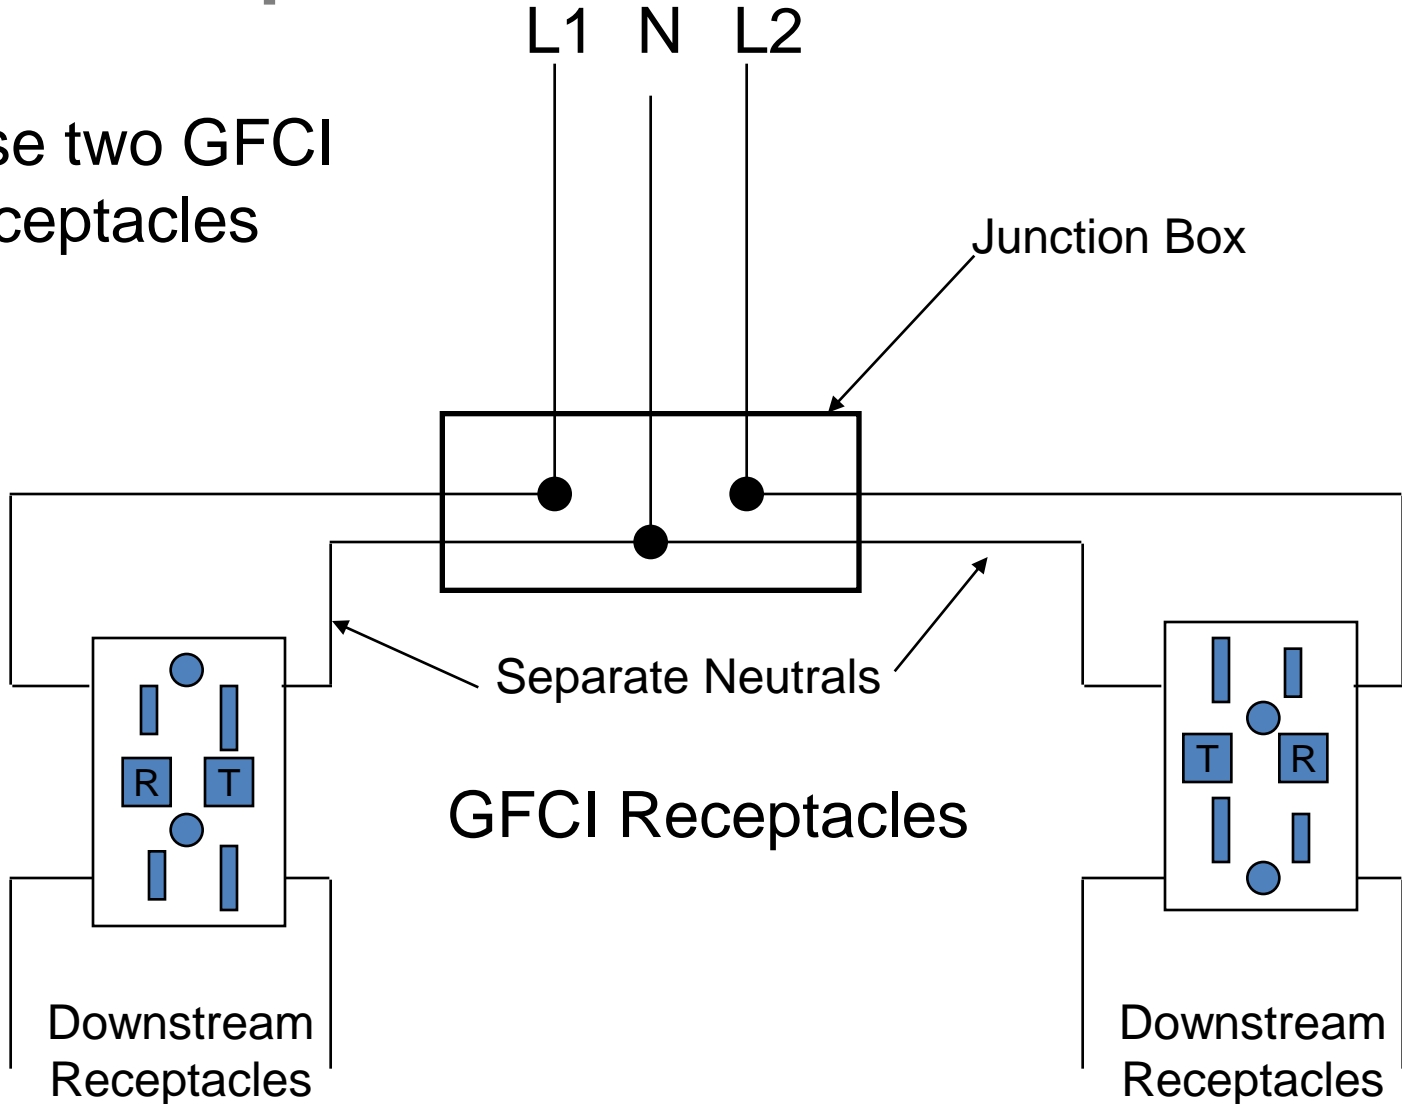 L1 N L2
se two GFCI
ceptacles
Junction Box
Separate Neutrals
R T
T R
GFCI Receptacles
Downstream
Receptacles
Downstream
Receptacles